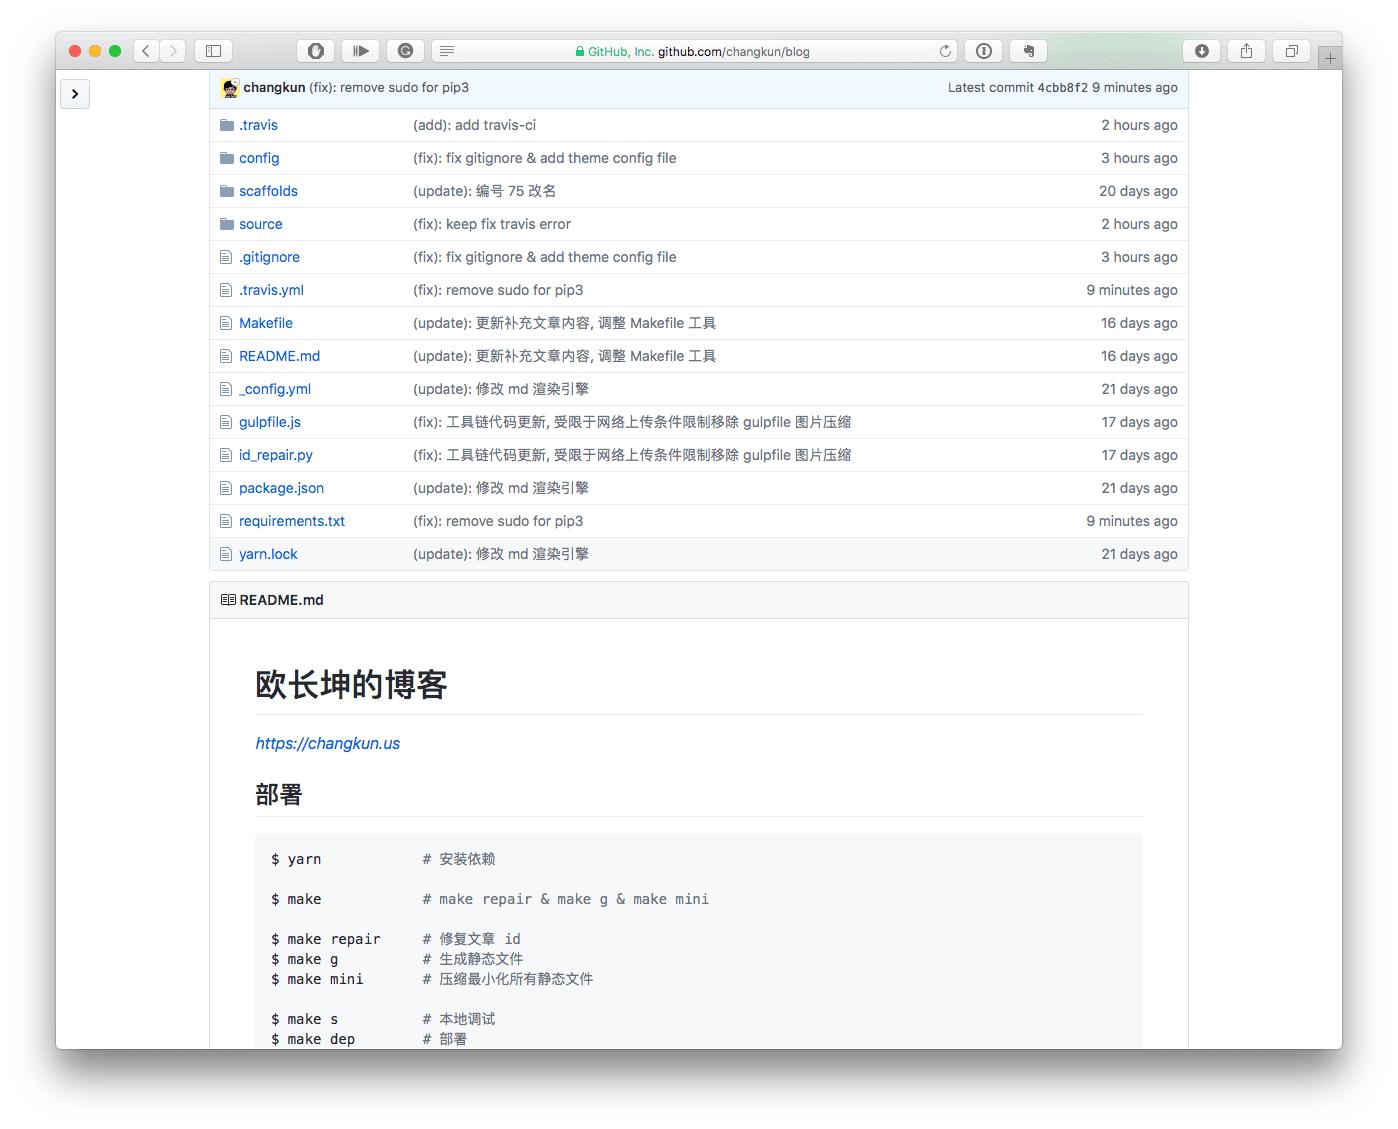 GitHub, Inc. github.com/changkun/blog
changkun (fix): remove sudo for pip3 Latest commit 4cbb8f2 9 minutes ago
.travis (add): add travis-ci 2 hours ago
config (fix): fix gitignore & add theme config file 3 hours ago
scaffolds (update): 编号 75 改名 20 days ago
source (fix): keep fix travis error 2 hours ago
.gitignore (fix): fix gitignore & add theme config file 3 hours ago
.travis.yml (fix): remove sudo for pip3 9 minutes ago
Makefile (update): 更新补充文章内容, 调整 Makefile 工具 16 days ago
README.md (update): 更新补充文章内容, 调整 Makefile 工具 16 days ago
_config.yml (update): 修改 md 渲染引擎 21 days ago
gulpfile.js (fix): 工具链代码更新, 受限于网络上传条件限制移除 gulpfile 图片压缩 17 days ago
id_repair.py (fix): 工具链代码更新, 受限于网络上传条件限制移除 gulpfile 图片压缩 17 days ago
package.json (update): 修改 md 渲染引擎 21 days ago
requirements.txt (fix): remove sudo for pip3 9 minutes ago
yarn.lock (update): 修改 md 渲染引擎 21 days ago
README.md
欧长坤的博客
https://changkun.us
部署
$ yarn # 安装依赖
$ make # make repair & make g & make mini
$ make repair # 修复文章 id
$ make g # 生成静态文件
$ make mini # 压缩最小化所有静态文件
$ make s # 本地调试
$ make dep # 部署